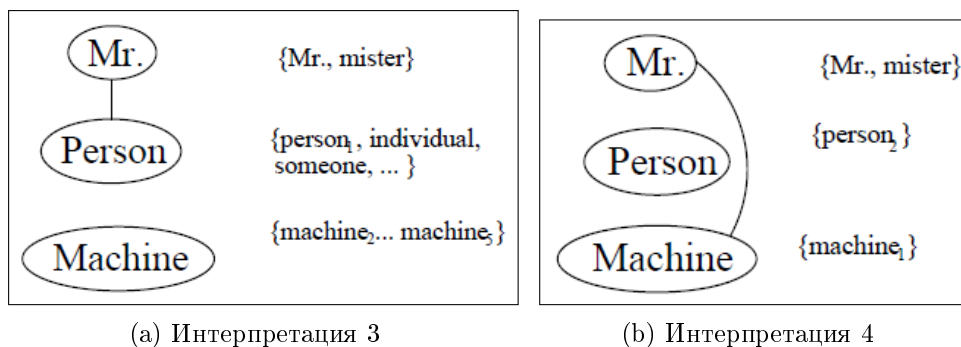 Mr. {Mr., mister}
Person {person₁, individual,
someone, ... }
Machine {machine₂... machine₅}
(a) Интерпретация 3
Mr. {Mr., mister}
Person {person₂}
Machine {machine₁}
(b) Интерпретация 4